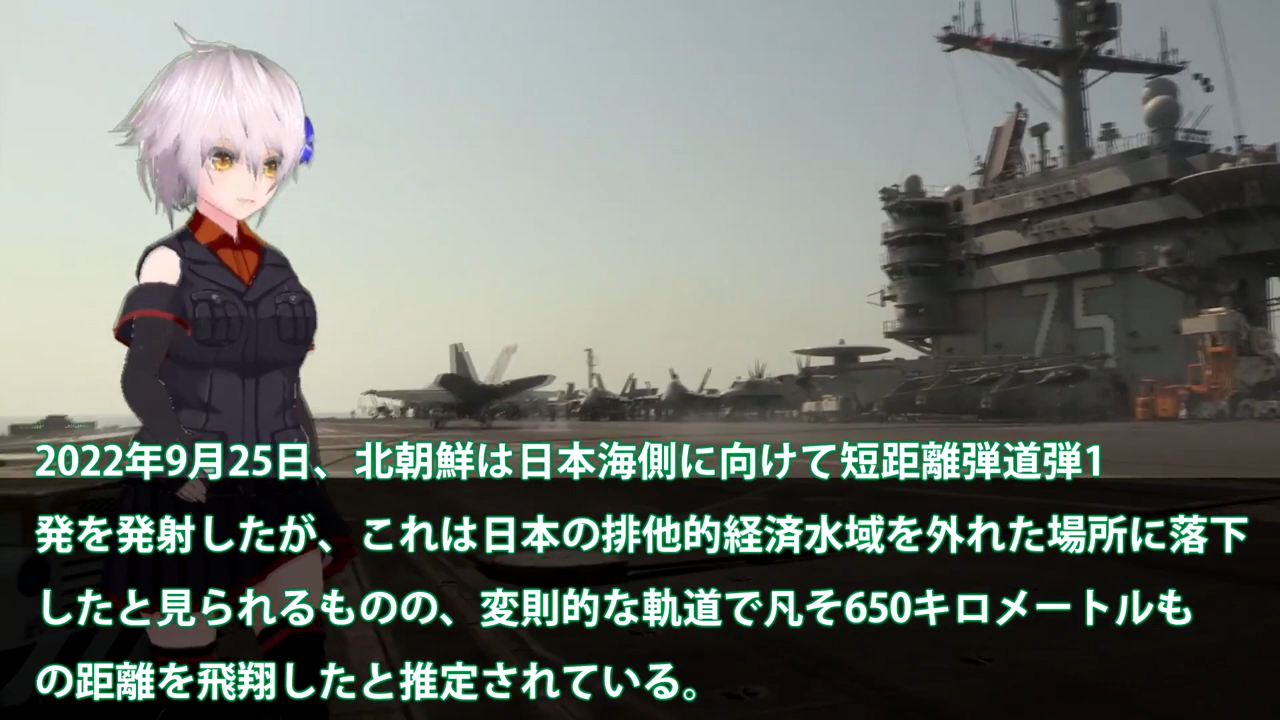 75
2022年9月25日、北朝鮮は日本海側に向けて短距離弾道弾1
発を発射したが、これは日本の排他的経済水域を外れた場所に落下
したと見られるものの、変則的な軌道で凡そ650キロメートルも
の距離を飛翔したと推定されている。